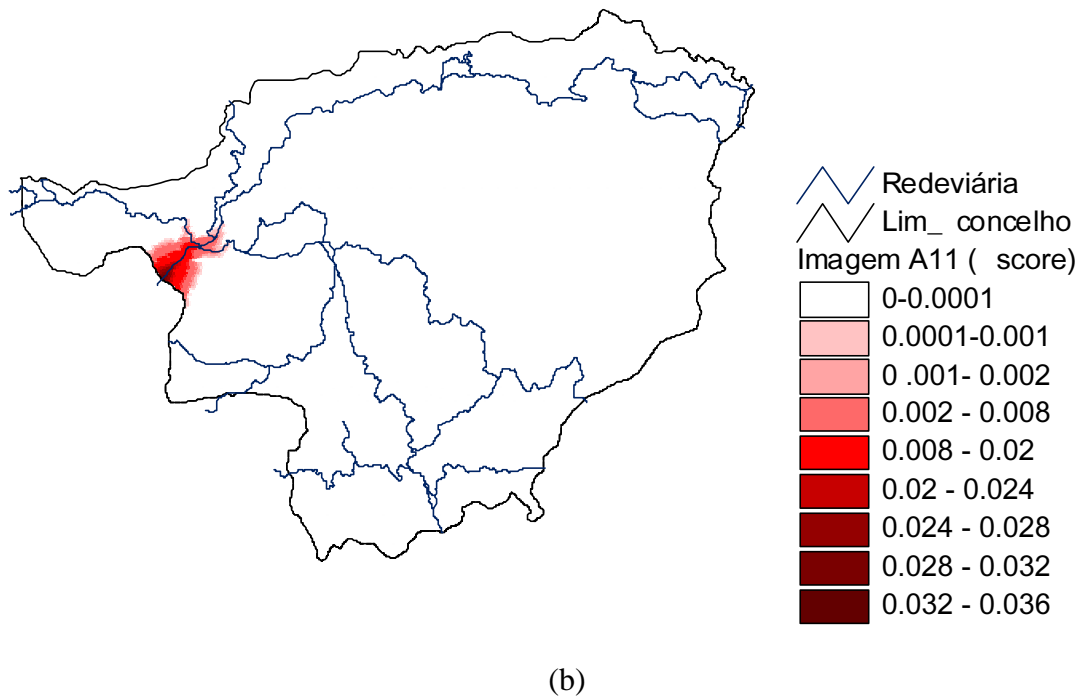 Redeviária
Lim_ concelho
Imagem A11 ( score)
0-0.0001
0.0001-0.001
0 .001- 0.002
0.002 - 0.008
0.008 - 0.02
0.02 - 0.024
0.024 - 0.028
0.028 - 0.032
0.032 - 0.036
(b)